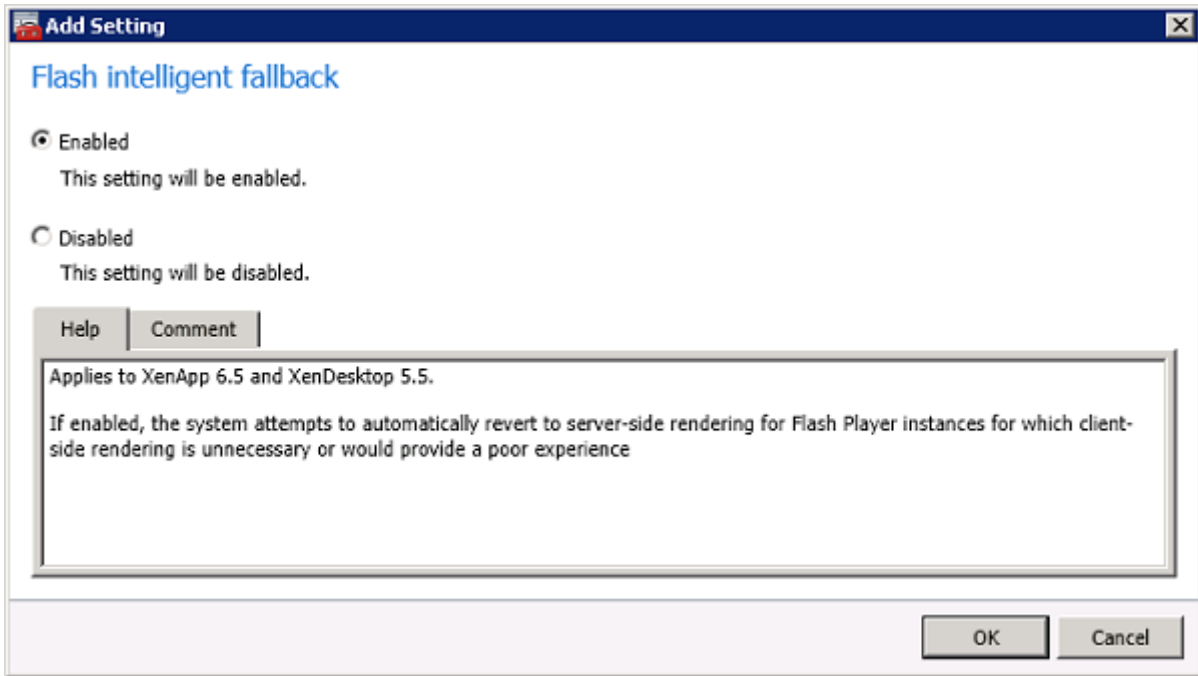 Add Setting
Flash intelligent fallback
Enabled
This setting will be enabled.
Disabled
This setting will be disabled.
Help Comment
Applies to XenApp 6.5 and XenDesktop 5.5.
If enabled, the system attempts to automatically revert to server-side rendering for Flash Player instances for which client-
side rendering is unnecessary or would provide a poor experience
OK Cancel